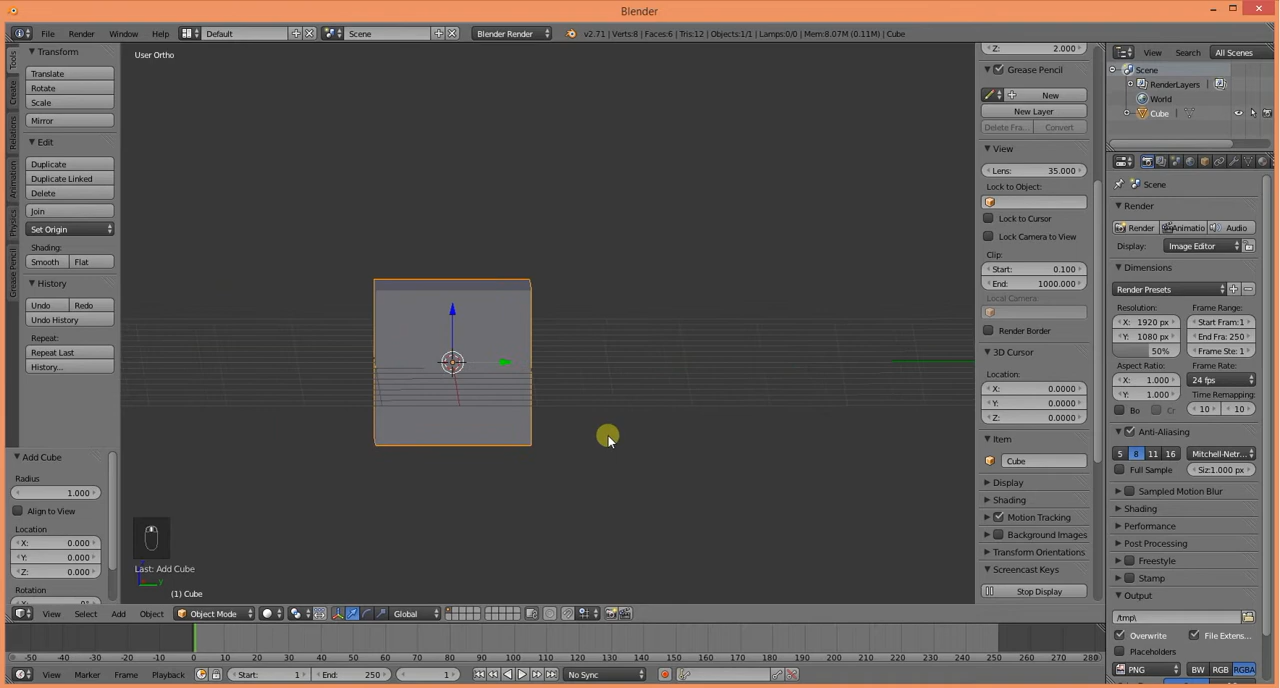 Blender
File Render Window Help Default Scene Blender Render v2.71 | Verts:8 | Faces:6 | Tris:12 | Objects:1/1 | Lamps:0/0 | Mem:8.07M (0.11M) | Cube
Tools
Create
Relations
Animation
Physics
Grease Pencil
Transform
Translate
Rotate
Scale
Mirror
Edit
Duplicate
Duplicate Linked
Delete
Join
Set Origin
Shading:
Smooth Flat
History
Undo Redo
Undo History
Repeat:
Repeat Last
History...
Add Cube
Radius
1.000
Align to View
Location
X: 0.000
Y: 0.000
Z: 0.000
Rotation
User Ortho
Last: Add Cube
y
(1) Cube
Z: 2.000
Grease Pencil
New
New Layer
Delete Fra... Convert
View
Lens: 35.000
Lock to Object:
Lock to Cursor
Lock Camera to View
Clip:
Start: 0.100
End: 1000.000
Local Camera:
Render Border
3D Cursor
Location:
X: 0.0000
Y: 0.0000
Z: 0.0000
Item
Cube
Display
Shading
Motion Tracking
Background Images
Transform Orientations
Screencast Keys
Stop Display
View Search All Scenes
Scene
RenderLayers
World
Cube
Scene
Render
Render Animatio Audio
Display: Image Editor
Dimensions
Render Presets
Resolution: Frame Range:
X: 1920 px Start Fram:1
Y: 1080 px End Fra: 250
50% Frame Ste: 1
Aspect Ratio: Frame Rate:
X: 1.000 24 fps
Y: 1.000 Time Remapping:
Bo Cr 10 10
Anti-Aliasing
5 8 11 16 Mitchell-Netr...
Full Sample Siz:1.000 px
Sampled Motion Blur
Shading
Performance
Post Processing
Freestyle
Stamp
Output
/tmp\
Overwrite File Extens...
Placeholders
PNG BW RGB RGBA
View Select Add Object Object Mode Global
-50 -40 -30 -20 -10 0 10 20 30 40 50 60 70 80 90 100 110 120 130 140 150 160 170 180 190 200 210 220 230 240 250 260 270 280
View Marker Frame Playback Start: 1 End: 250 1 No Sync